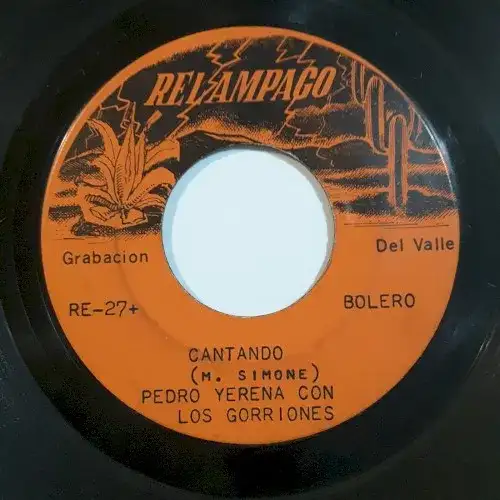 RELAMPAGO
Grabacion Del Valle
RE-27+ BOLERO
CANTANDO
(M. SIMONE)
PEDRO YERENA CON
LOS GORRIONES